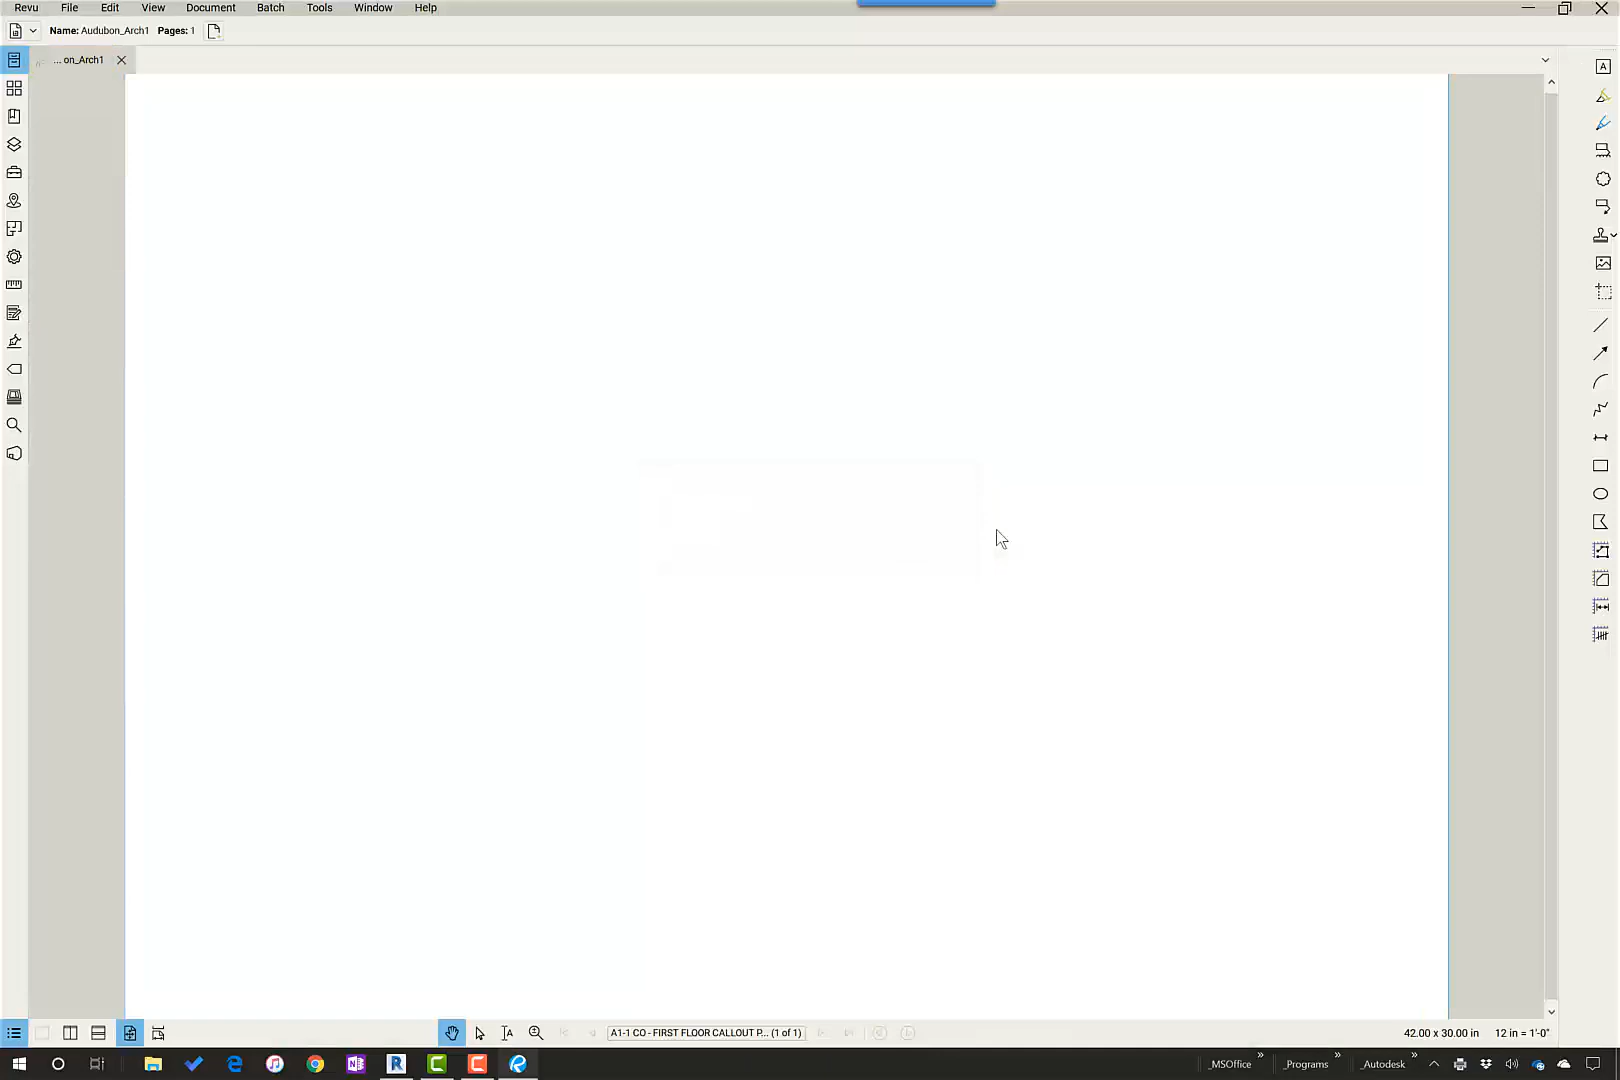 Revu File Edit View Document Batch Tools Window Help
Name: Audubon_Arch1 Pages: 1
... on_Arch1
A1-1 CO - FIRST FLOOR CALLOUT P... (1 of 1)
42.00 x 30.00 in 12 in = 1'-0"
_MSOffice » _Programs » _Autodesk »